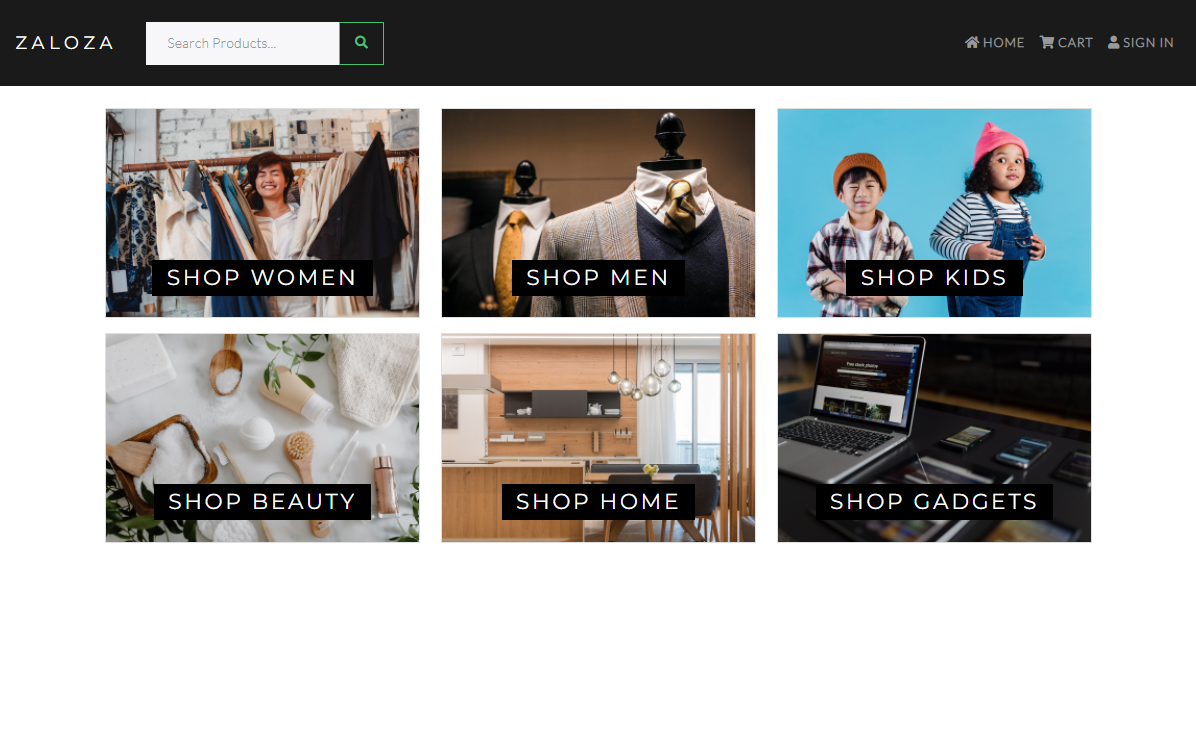 ZALOZA
Search Products...
HOME
CART
SIGN IN
SHOP WOMEN
SHOP MEN
SHOP KIDS
SHOP BEAUTY
SHOP HOME
SHOP GADGETS